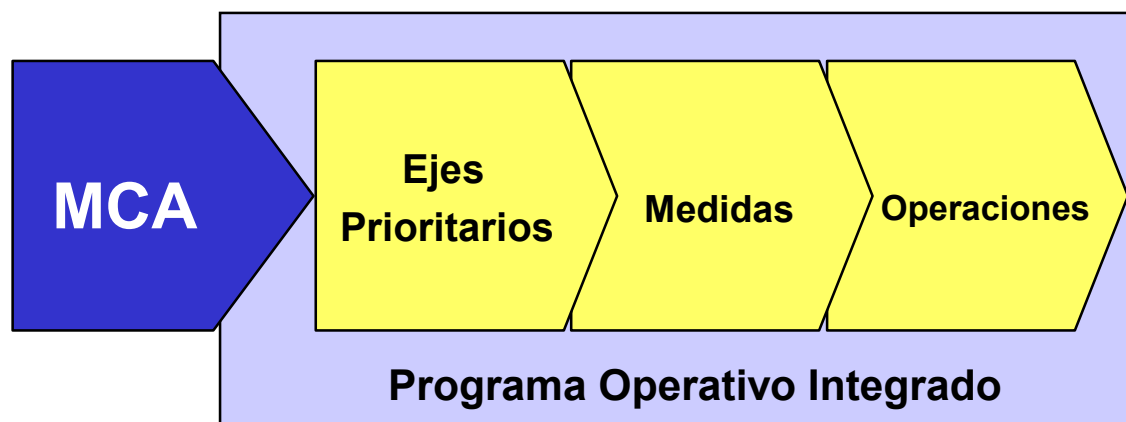 MCA
Ejes
Prioritarios
Medidas
Operaciones
Programa Operativo Integrado